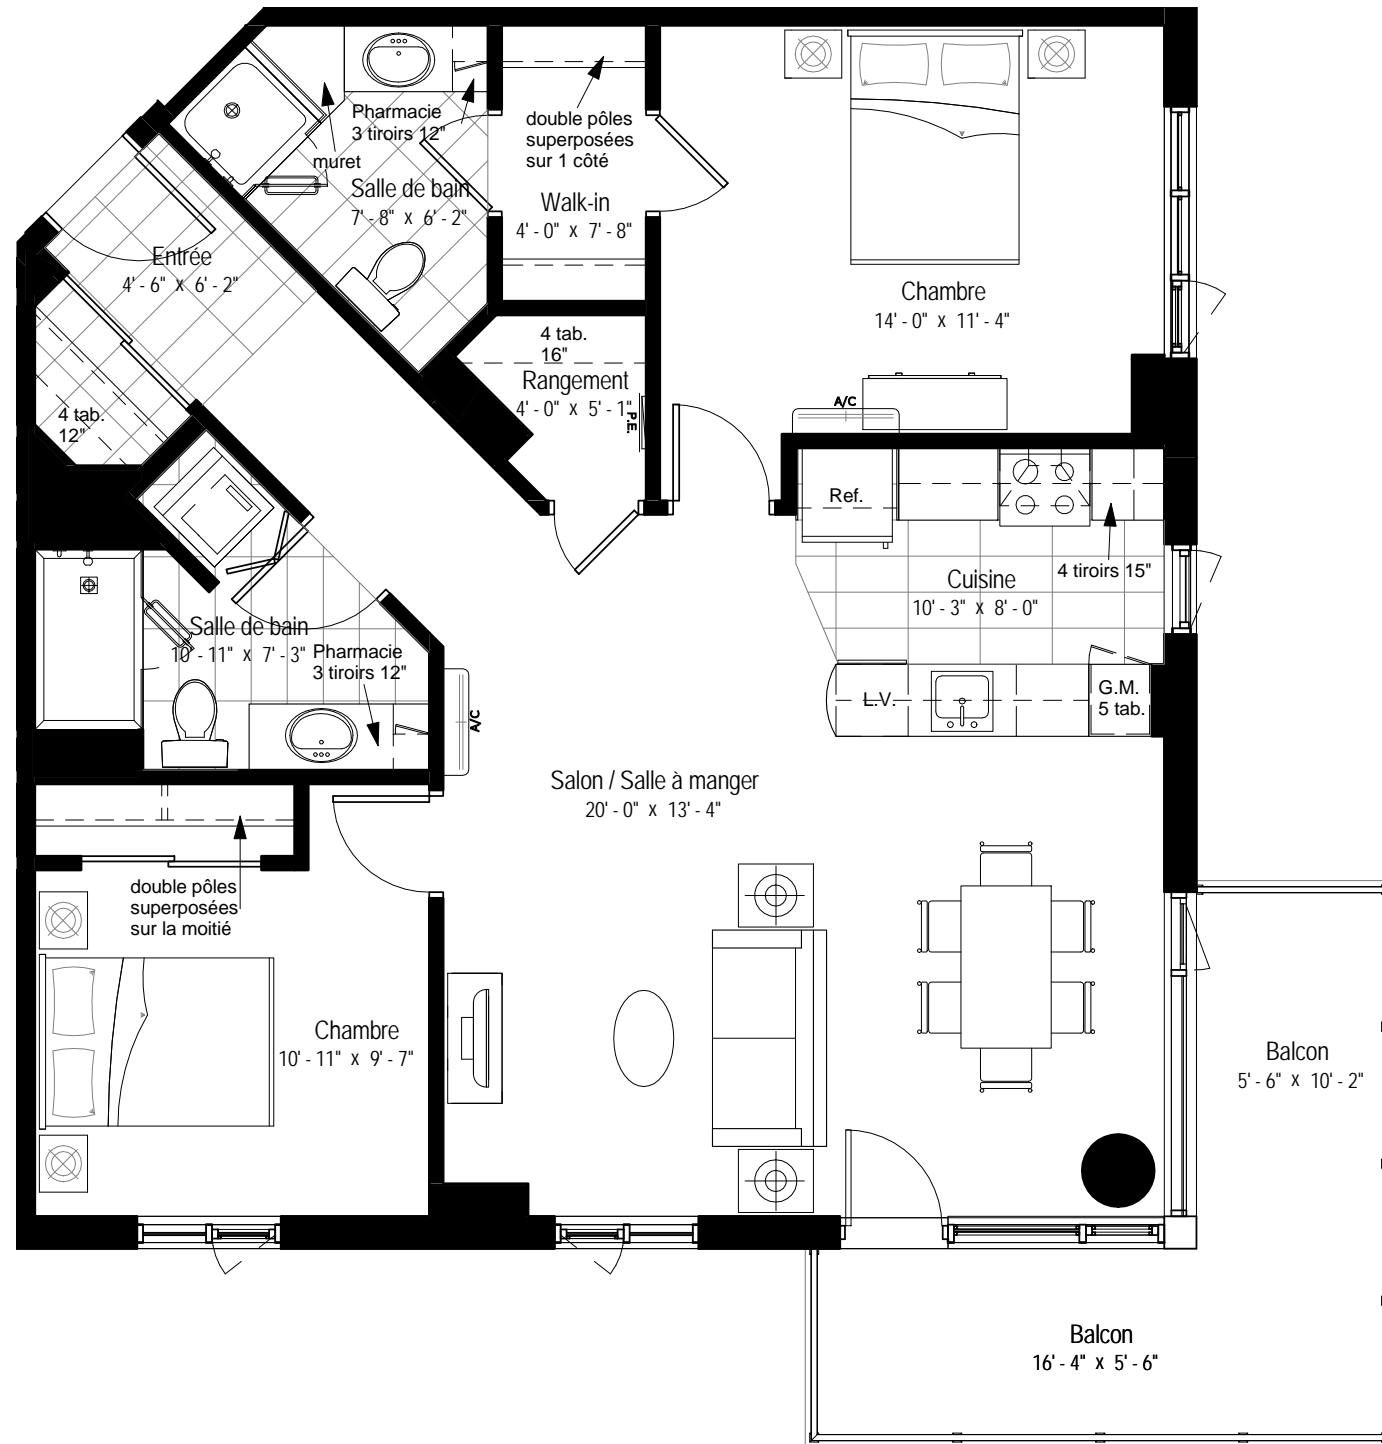 Pharmacie
3 tiroirs 12"
muret
Salle de bain
7' - 8" x 6' - 2"
double pôles
superposées
sur 1 côté
Walk-in
4' - 0" x 7' - 8"
Entrée
4' - 6" x 6' - 2"
Chambre
14' - 0" x 11' - 4"
4 tab.
16"
Rangement
4' - 0" x 5' - 1"
P.E.
A/C
4 tab.
12"
Ref.
Cuisine
10' - 3" x 8' - 0"
4 tiroirs 15"
Salle de bain
10' - 11" x 7' - 3"
Pharmacie
3 tiroirs 12"
A/C
L.V.
G.M.
5 tab.
Salon / Salle à manger
20' - 0" x 13' - 4"
double pôles
superposées
sur la moitié
Chambre
10' - 11" x 9' - 7"
Balcon
5' - 6" x 10' - 2"
Balcon
16' - 4" x 5' - 6"